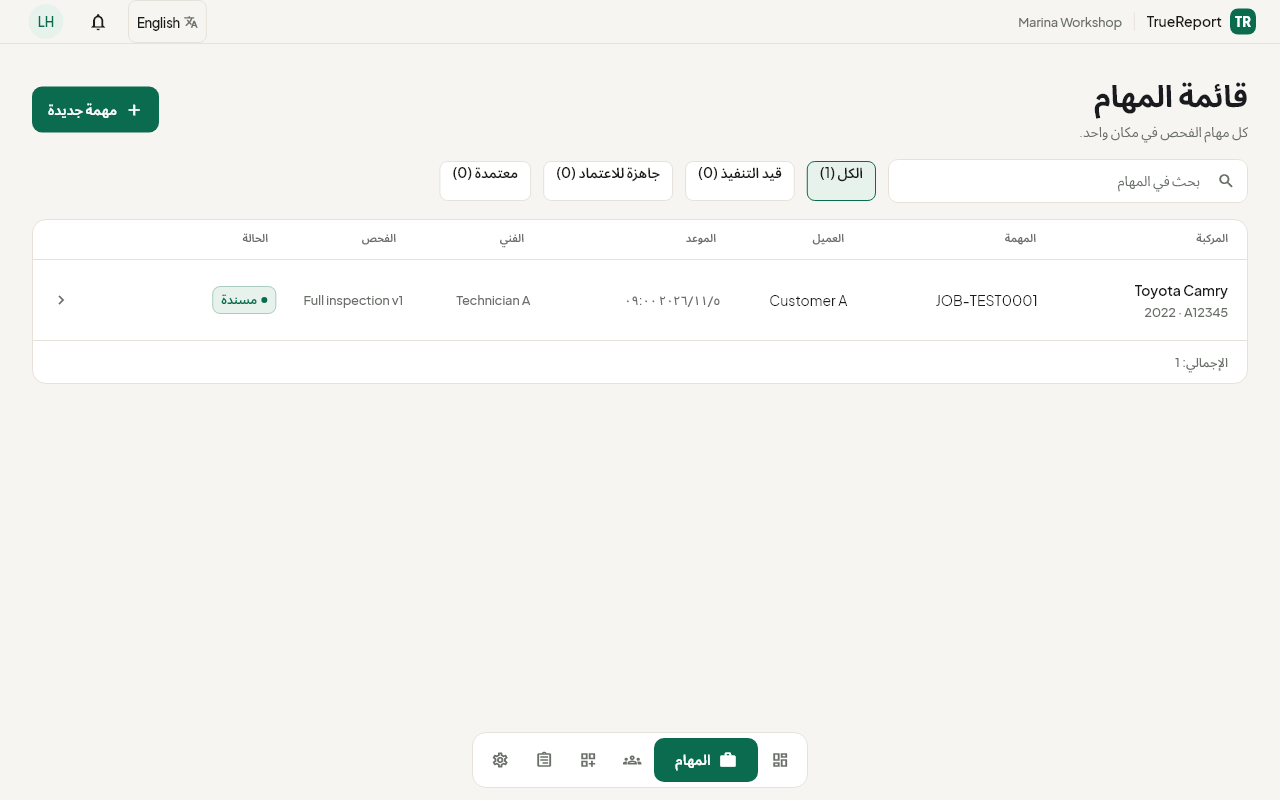 TR TrueReport Marina Workshop
English
LH
قائمة المهام
كل مهام الفحص في مكان واحد.
مهمة جديدة
بحث في المهام
الكل (1)
قيد التنفيذ (0)
جاهزة للاعتماد (0)
معتمدة (0)
المركبة المهمة العميل الموعد الفني الفحص الحالة
Toyota Camry
2022 · A12345
JOB-TEST0001
Customer A
٥‏/١١‏/٢٠٢٦ ٠٩:٠٠
Technician A
Full inspection v1
مسندة
الإجمالي: 1
المهام